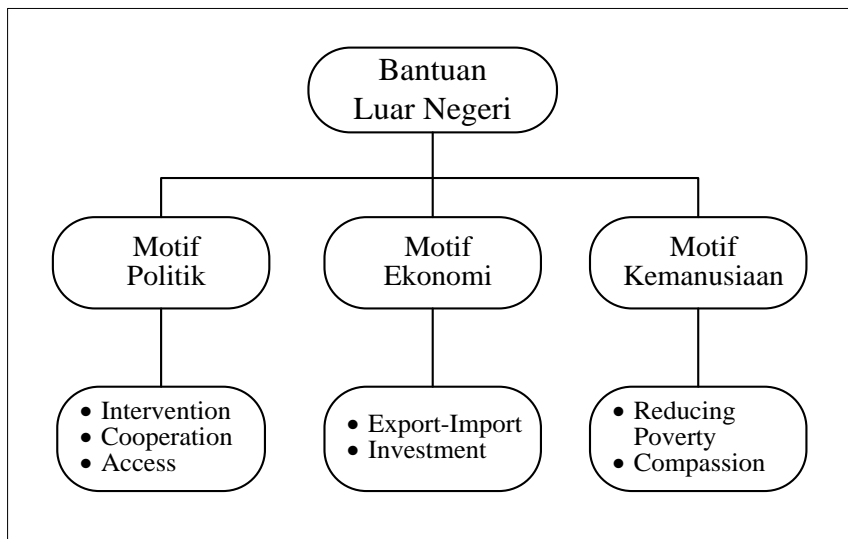 Bantuan
Luar Negeri
Motif
Politik
Motif
Ekonomi
Motif
Kemanusiaan
• Intervention
• Cooperation
• Access
• Export-Import
• Investment
• Reducing
Poverty
• Compassion